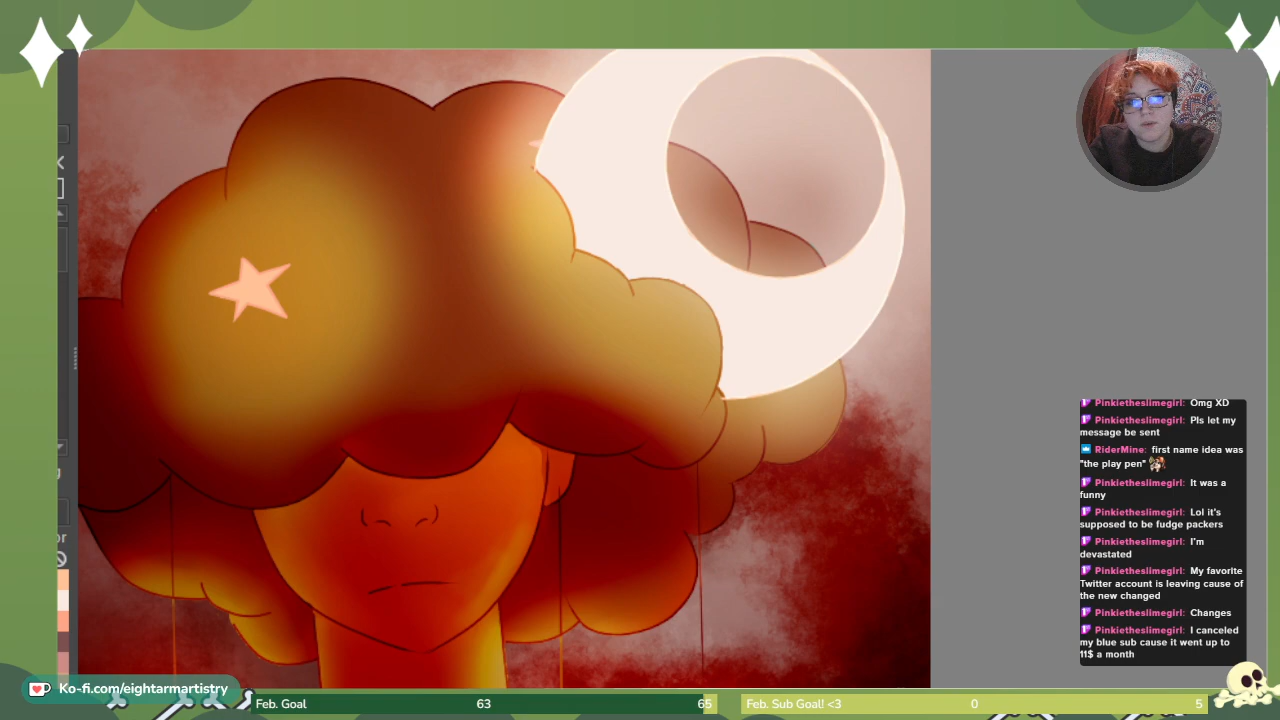 Pinkietheslimegirl: Omg XD
Pinkietheslimegirl: Pls let my
message be sent
RiderMine: first name idea was
"the play pen"
Pinkietheslimegirl: It was a
funny
Pinkietheslimegirl: Lol it's
supposed to be fudge packers
Pinkietheslimegirl: I'm
devastated
Pinkietheslimegirl: My favorite
Twitter account is leaving cause of
the new changed
Pinkietheslimegirl: Changes
Pinkietheslimegirl: I canceled
my blue sub cause it went up to
11$ a month
or
Ko-fi.com/eightarmartistry
Feb. Goal 63 65
Feb. Sub Goal! <3 0 5